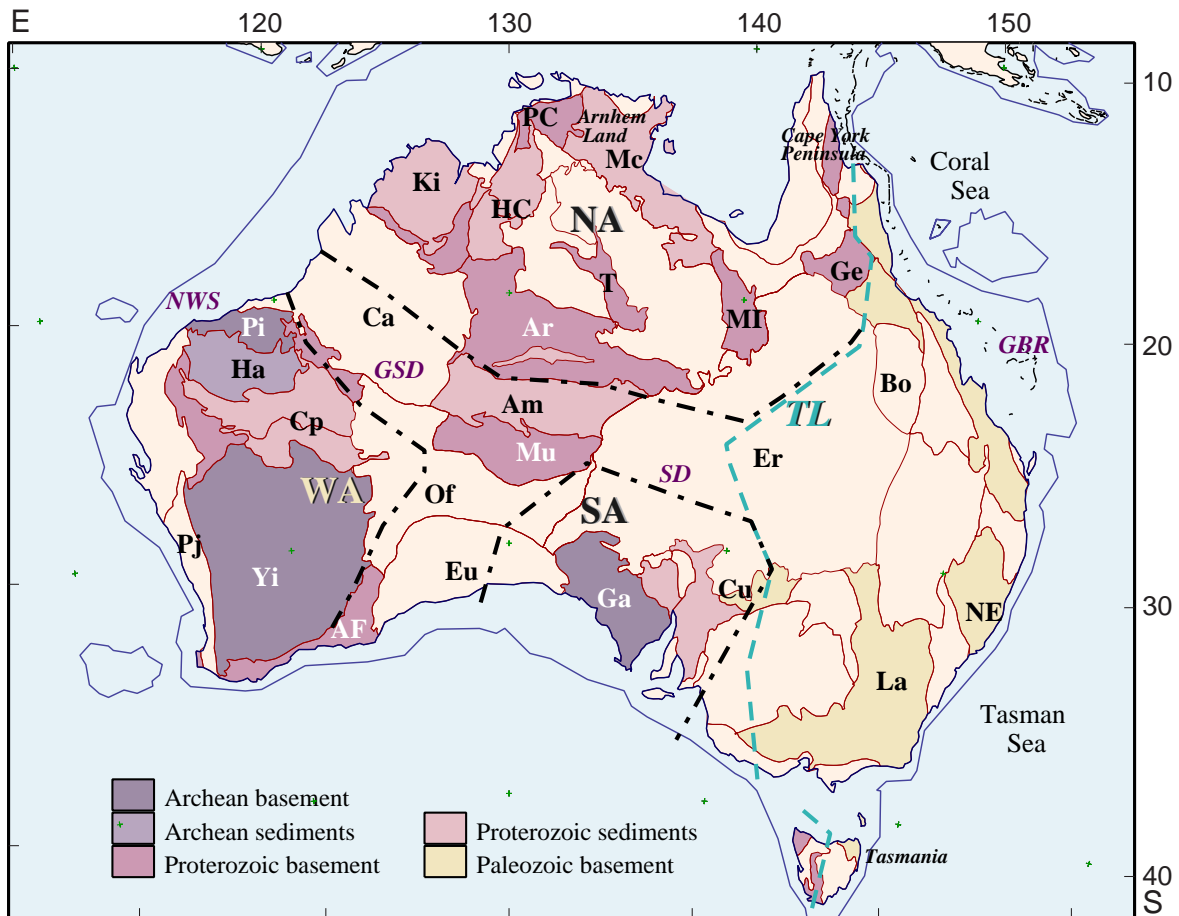 E
120
130
140
150
10
20
30
40
S
PC
Arnhem
Land
Mc
Cape York
Peninsula
Coral
Sea
Ki
HC
NA
T
Ge
NWS
Ca
Pi
Ar
MI
GBR
Ha
GSD
Bo
Am
TL
Cp
Mu
Er
SD
WA
Of
SA
Pj
Yi
Eu
Ga
Cu
NE
AF
La
Tasman
Sea
Archean basement
Archean sediments
Proterozoic basement
Proterozoic sediments
Paleozoic basement
Tasmania